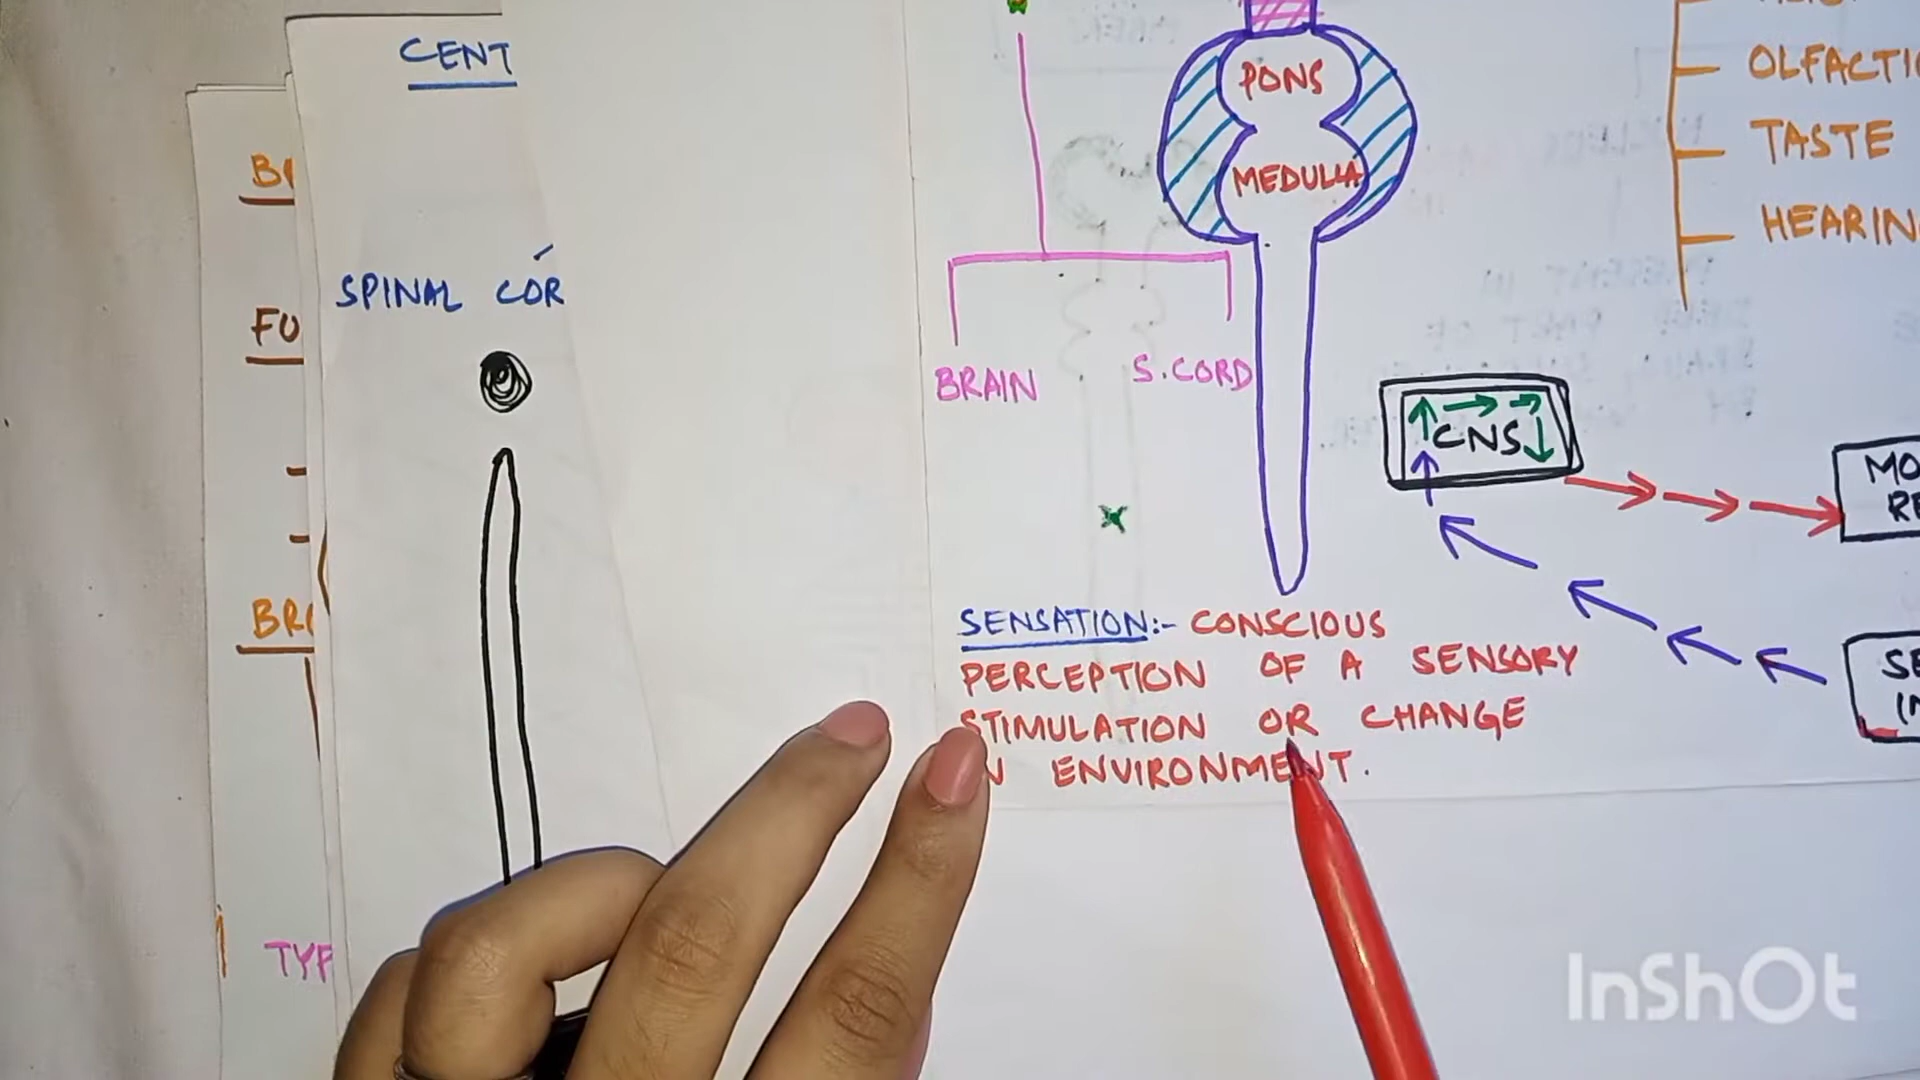 CENT
SPINAL COR
FU
TYP
PONS
MEDULLA
BRAIN
S.CORD
OLFACTI
TASTE
HEARIN
CNS
MO
RE
SE
SENSATION:- CONSCIOUS
PERCEPTION OF A SENSORY
STIMULATION OR CHANGE
N ENVIRONMENT.
InShOt